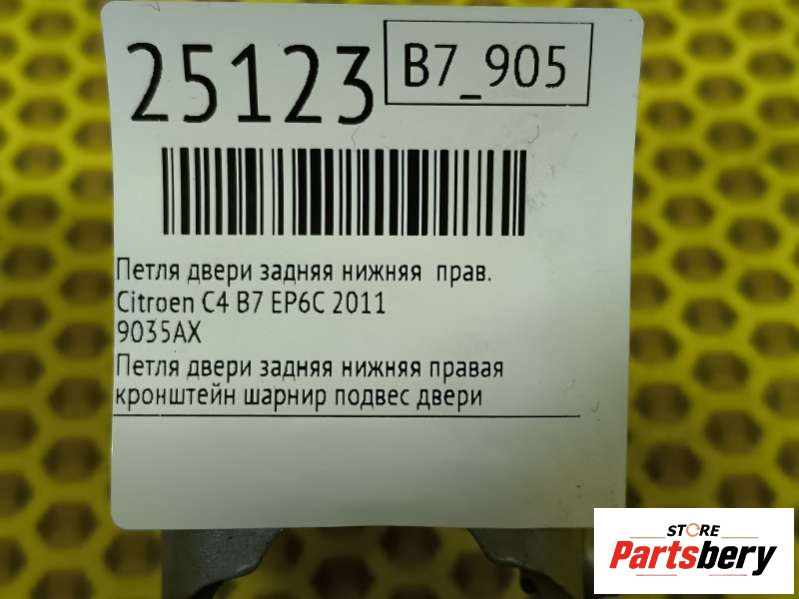 25123
B7_905
Петля двери задняя нижняя прав.
Citroen C4 B7 EP6C 2011
9035AX
Петля двери задняя нижняя правая
кронштейн шарнир подвес двери
STORE
Partsbery